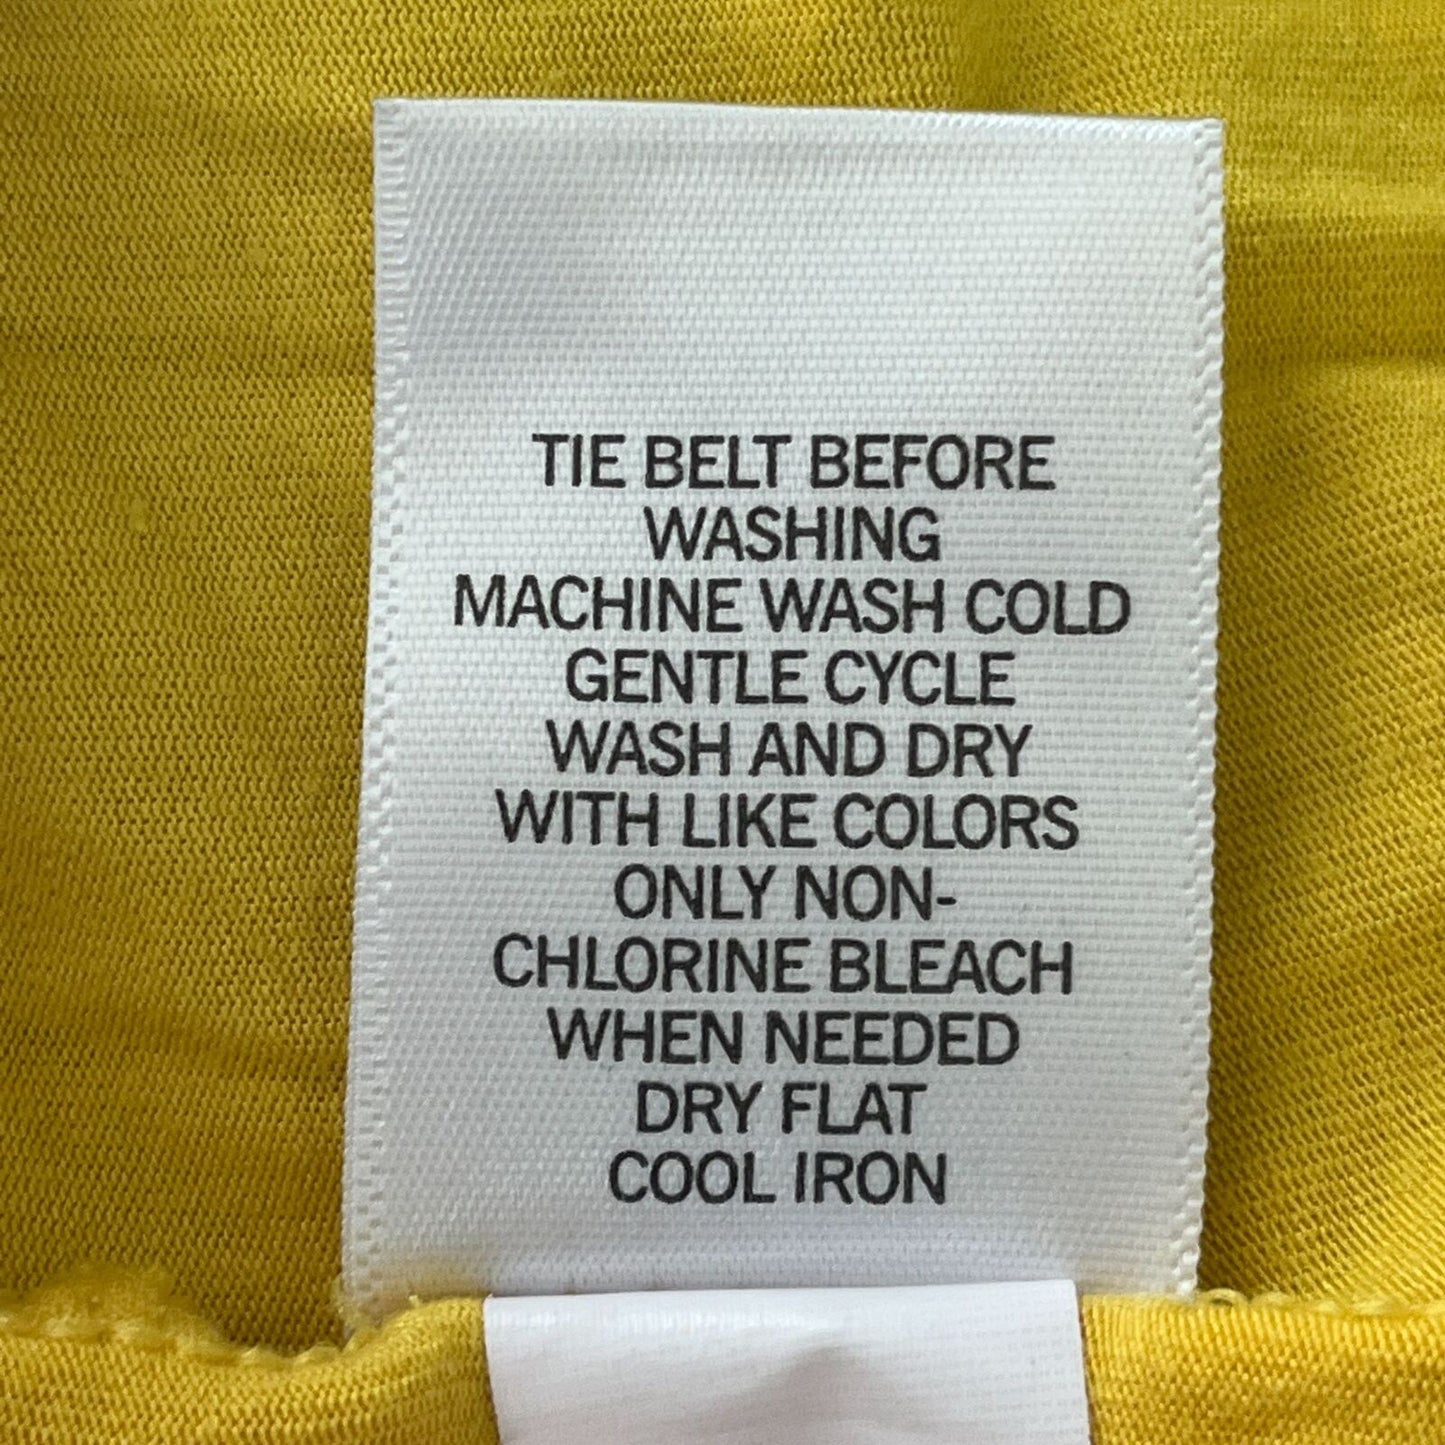 TIE BELT BEFORE
WASHING
MACHINE WASH COLD
GENTLE CYCLE
WASH AND DRY
WITH LIKE COLORS
ONLY NON-
CHLORINE BLEACH
WHEN NEEDED
DRY FLAT
COOL IRON